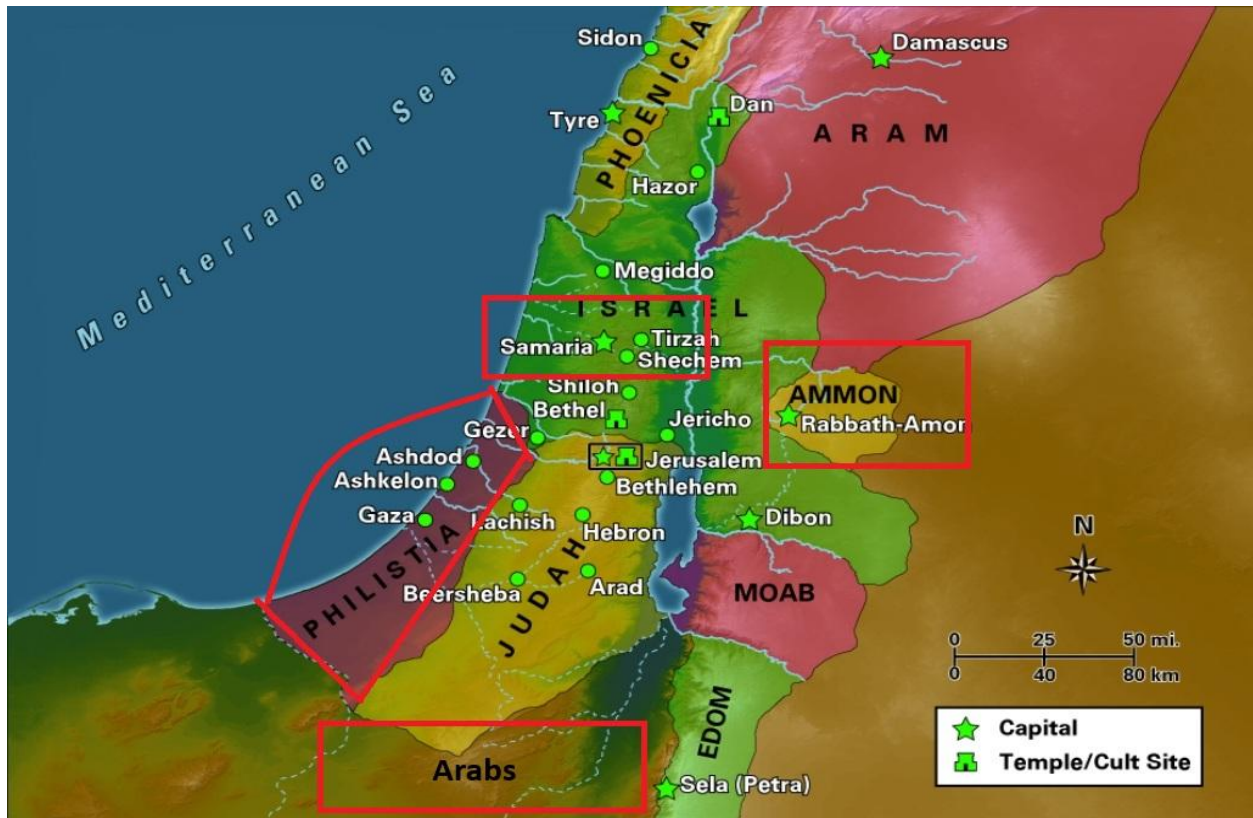 Sidon
Damascus
PHOENICIA
Tyre
Dan
ARAM
Hazor
Mediterranean Sea
Megiddo
ISRAEL
Tirzah
Samaria
Shechem
Shiloh
AMMON
Bethel
Jericho
Rabbath-Amon
Gezer
Ashdod
Jerusalem
Ashkelon
Bethlehem
Gaza
Lachish
Hebron
Dibon
N
PHILISTIA
JUDAH
Beersheba
Arad
MOAB
0 25 50 mi.
0 40 80 km
EDOM
Capital
Arabs
Temple/Cult Site
Sela (Petra)